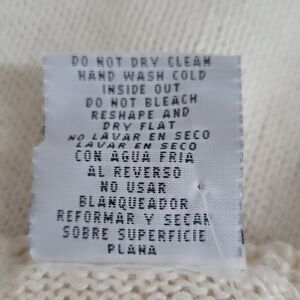 DO NOT DRY CLEAN
HAND WASH COLD
INSIDE OUT
DO NOT BLEACH
RESHAPE AND
DRY FLAT
NO LAVAR EN SECO
LAVAR EN SECO
CON AGUA FRIA
AL REVERSO
NO USAR
BLANQUEADOR
REFORMAR Y SECAR
SOBRE SUPERFICIE
PLANA